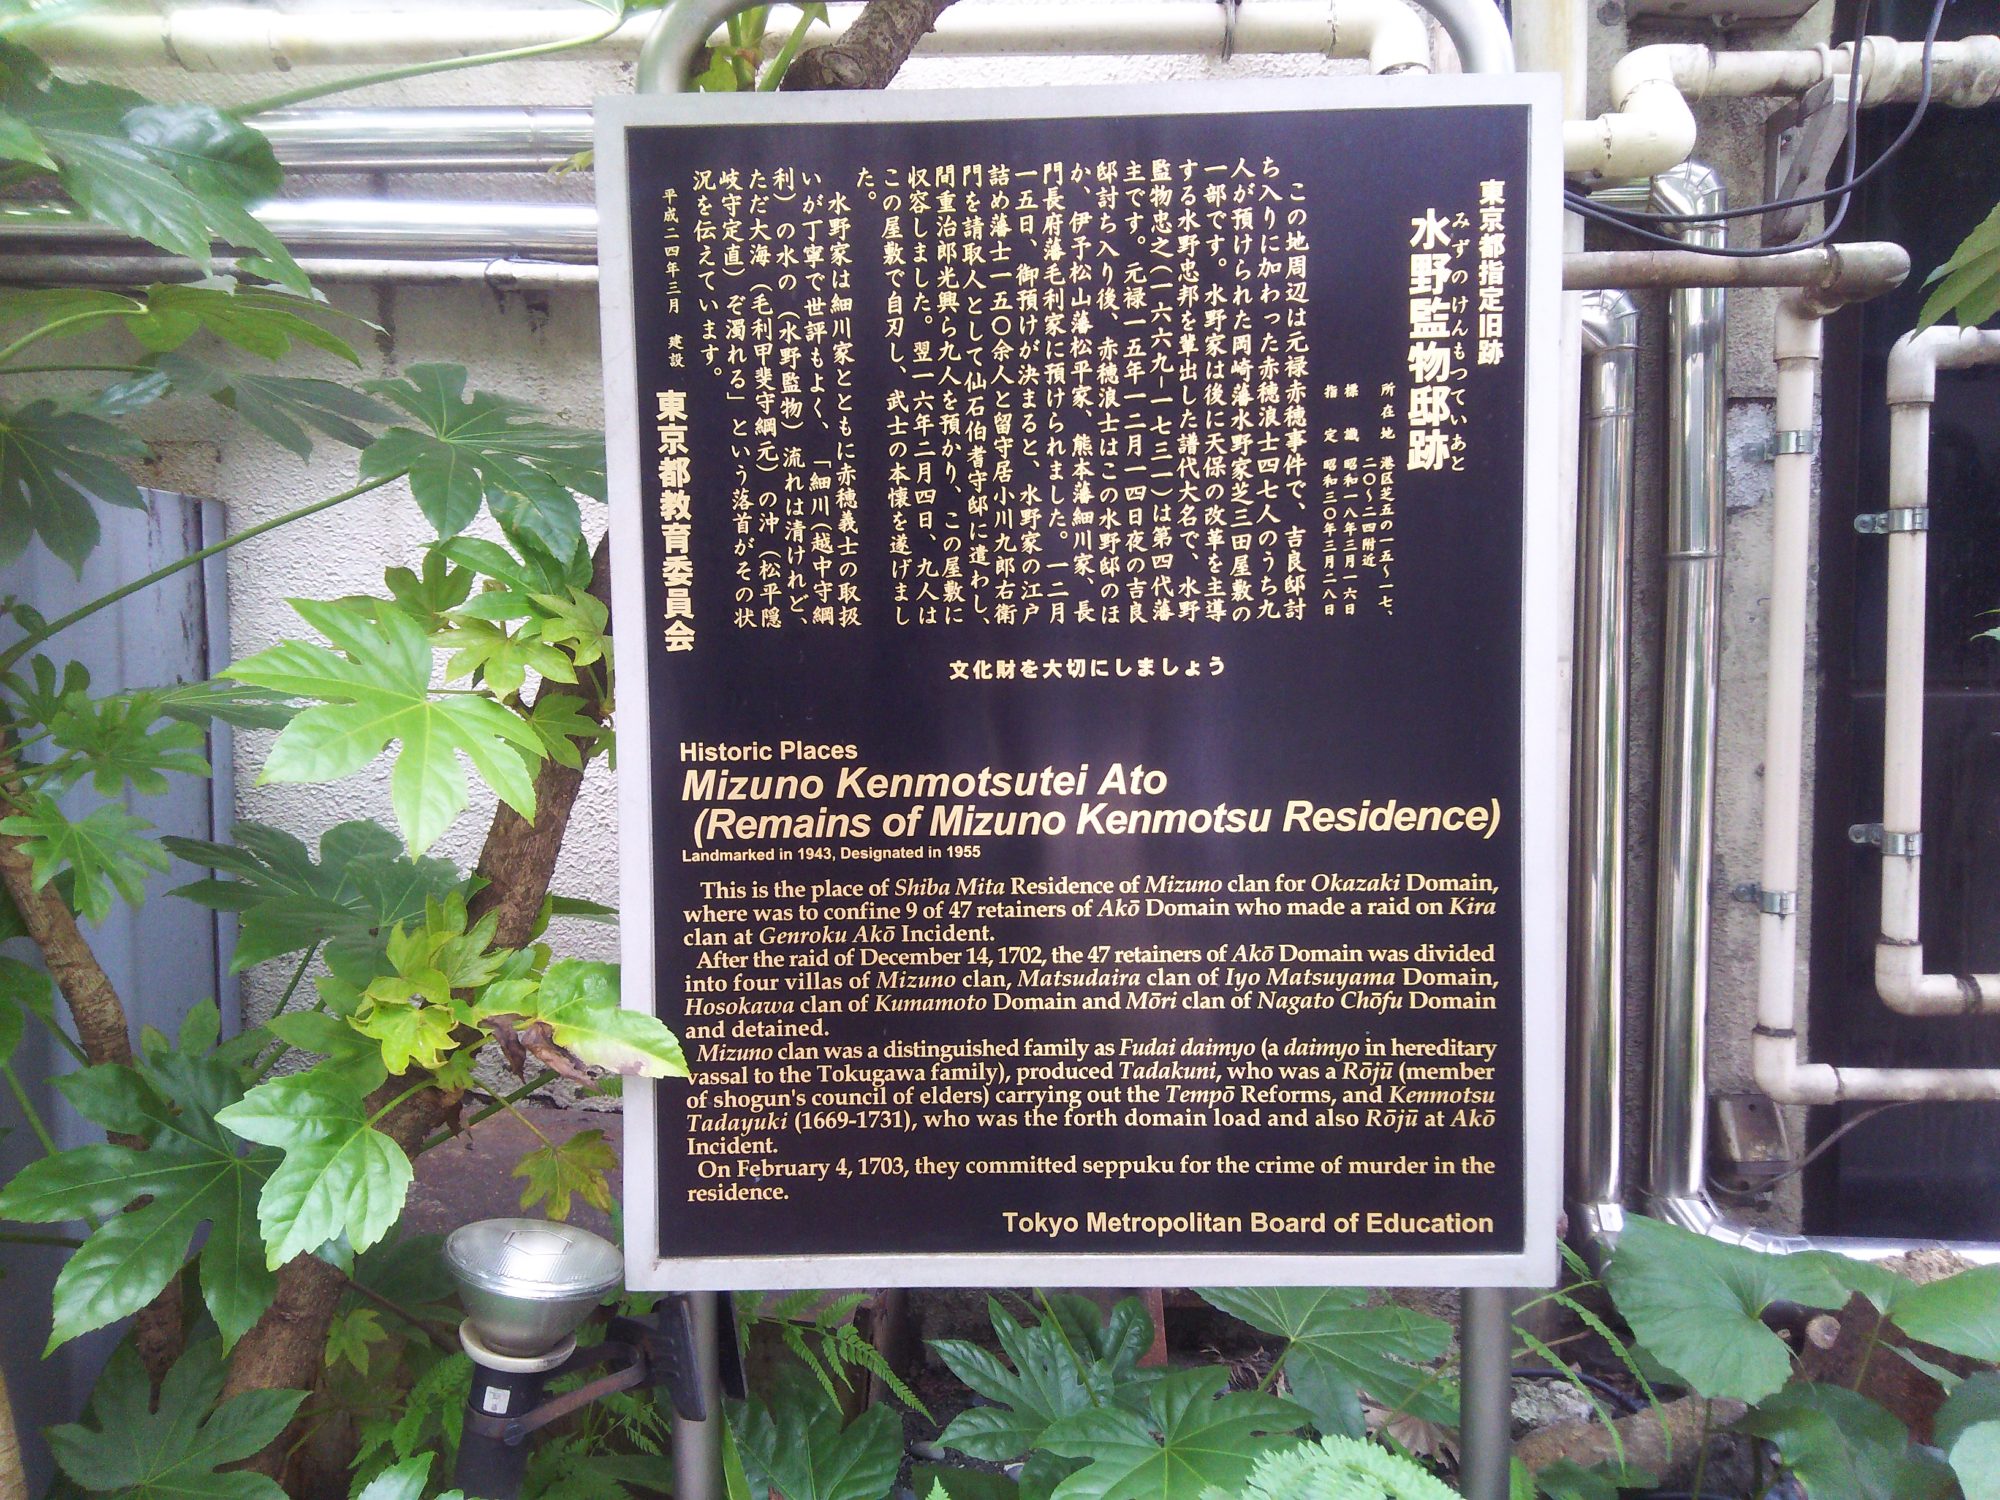 東京都指定旧跡
みずのけんもつていあと
水野監物邸跡
所在地 港区芝五の一五~一七、
二〇~二四附近
標識 昭和一八年三月一六日
指定 昭和三〇年三月二八日
この地周辺は元禄赤穂事件で、吉良邸討
ち入りに加わった赤穂浪士四七人のうち九
人が預けられた岡崎藩水野家芝三田屋敷の
一部です。水野家は後に天保の改革を主導
する水野忠邦を輩出した譜代大名で、水野
監物忠之(一六六九-一七三一)は第四代藩
主です。元禄一五年一二月一四日夜の吉良
邸討ち入り後、赤穂浪士はこの水野邸のほ
か、伊予松山藩松平家、熊本藩細川家、長
門長府藩毛利家に預けられました。一二月
一五日、御預けが決まると、水野家の江戸
詰め藩士一五〇余人と留守居小川九郎右衛
門を請取人として仙石伯耆守邸に遣わし、
間重治郎光興ら九人を預かり、この屋敷に
収容しました。翌一六年二月四日、九人は
この屋敷で自刃し、武士の本懐を遂げまし
た。
水野家は細川家とともに赤穂義士の取扱
いが丁寧で世評もよく、「細川(越中守綱
利)の水の(水野監物)流れは清けれど、
ただ大海(毛利甲斐守綱元)の沖(松平隠
岐守定直)ぞ濁れる」という落首がその状
況を伝えています。
平成二四年三月 建設
東京都教育委員会
文化財を大切にしましょう
Historic Places
Mizuno Kenmotsutei Ato
(Remains of Mizuno Kenmotsu Residence)
Landmarked in 1943, Designated in 1955
This is the place of Shiba Mita Residence of Mizuno clan for Okazaki Domain,
where was to confine 9 of 47 retainers of Akō Domain who made a raid on Kira
clan at Genroku Akō Incident.
After the raid of December 14, 1702, the 47 retainers of Akō Domain was divided
into four villas of Mizuno clan, Matsudaira clan of Iyo Matsuyama Domain,
Hosokawa clan of Kumamoto Domain and Mōri clan of Nagato Chōfu Domain
and detained.
Mizuno clan was a distinguished family as Fudai daimyo (a daimyo in hereditary
vassal to the Tokugawa family), produced Tadakuni, who was a Rōjū (member
of shogun's council of elders) carrying out the Tempō Reforms, and Kenmotsu
Tadayuki (1669-1731), who was the forth domain load and also Rōjū at Akō
Incident.
On February 4, 1703, they committed seppuku for the crime of murder in the
residence.
Tokyo Metropolitan Board of Education